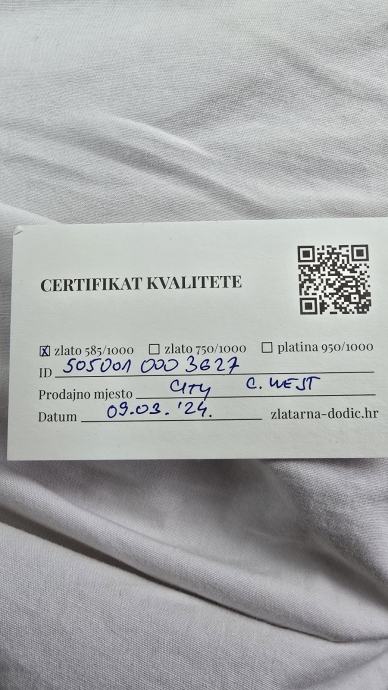 CERTIFIKAT KVALITETE
☒ zlato 585/1000 ☐ zlato 750/1000 ☐ platina 950/1000
ID 505001 000 3627
Prodajno mjesto CITY C. WEST
Datum 09.03.'24. zlatarna-dodic.hr